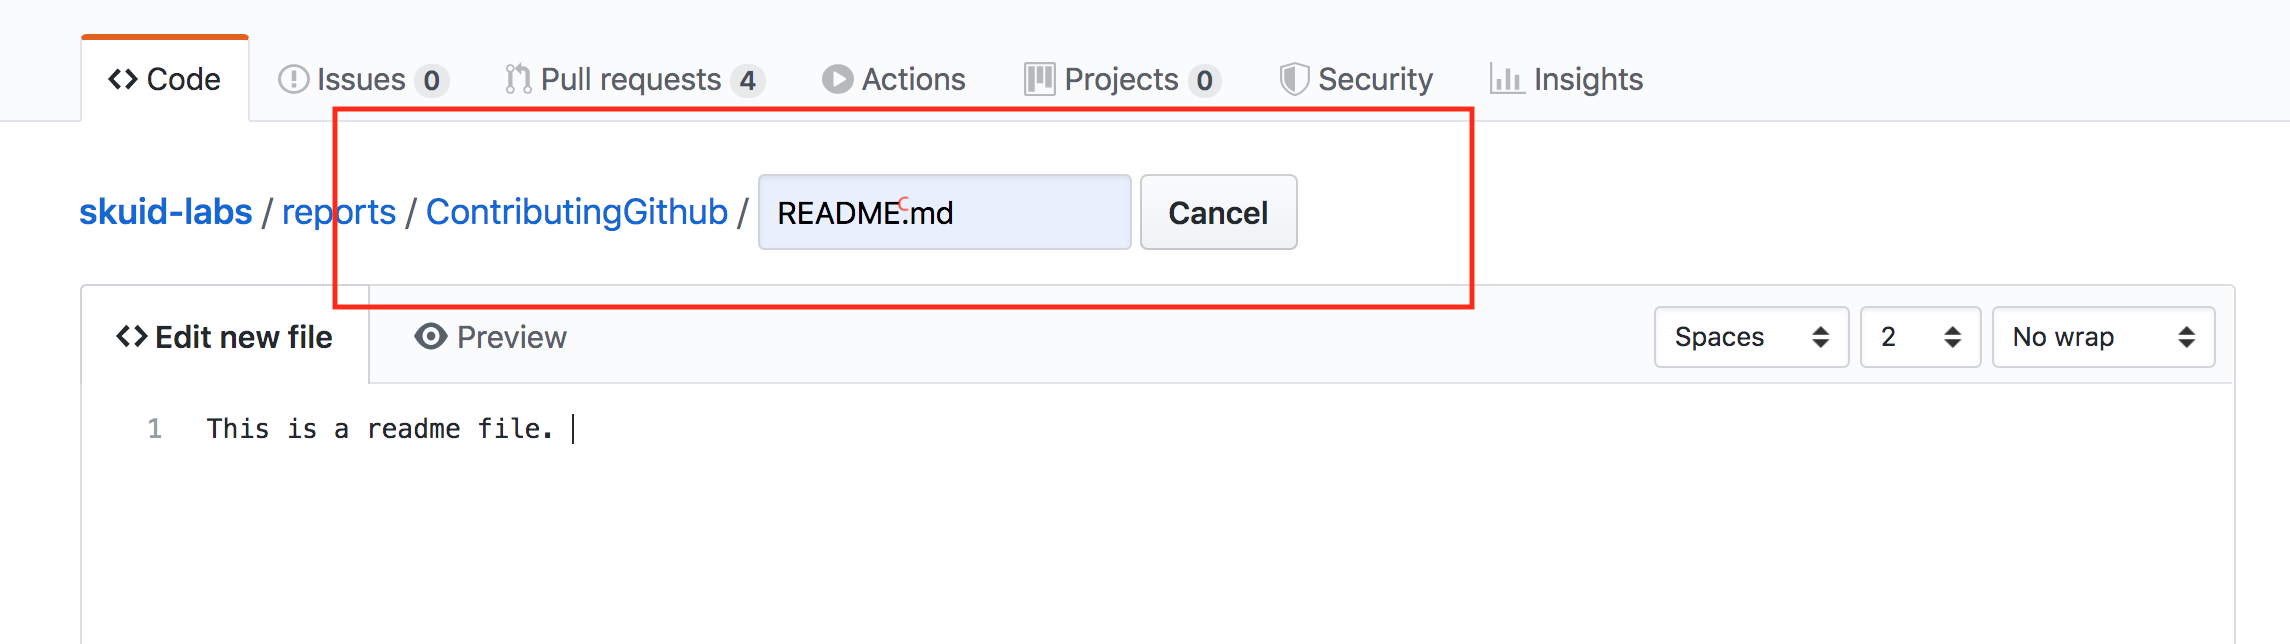 Code Issues 0 Pull requests 4 Actions Projects 0 Security Insights
skuid-labs / reports / ContributingGithub / README.md Cancel
Edit new file Preview Spaces 2 No wrap
1 This is a readme file.